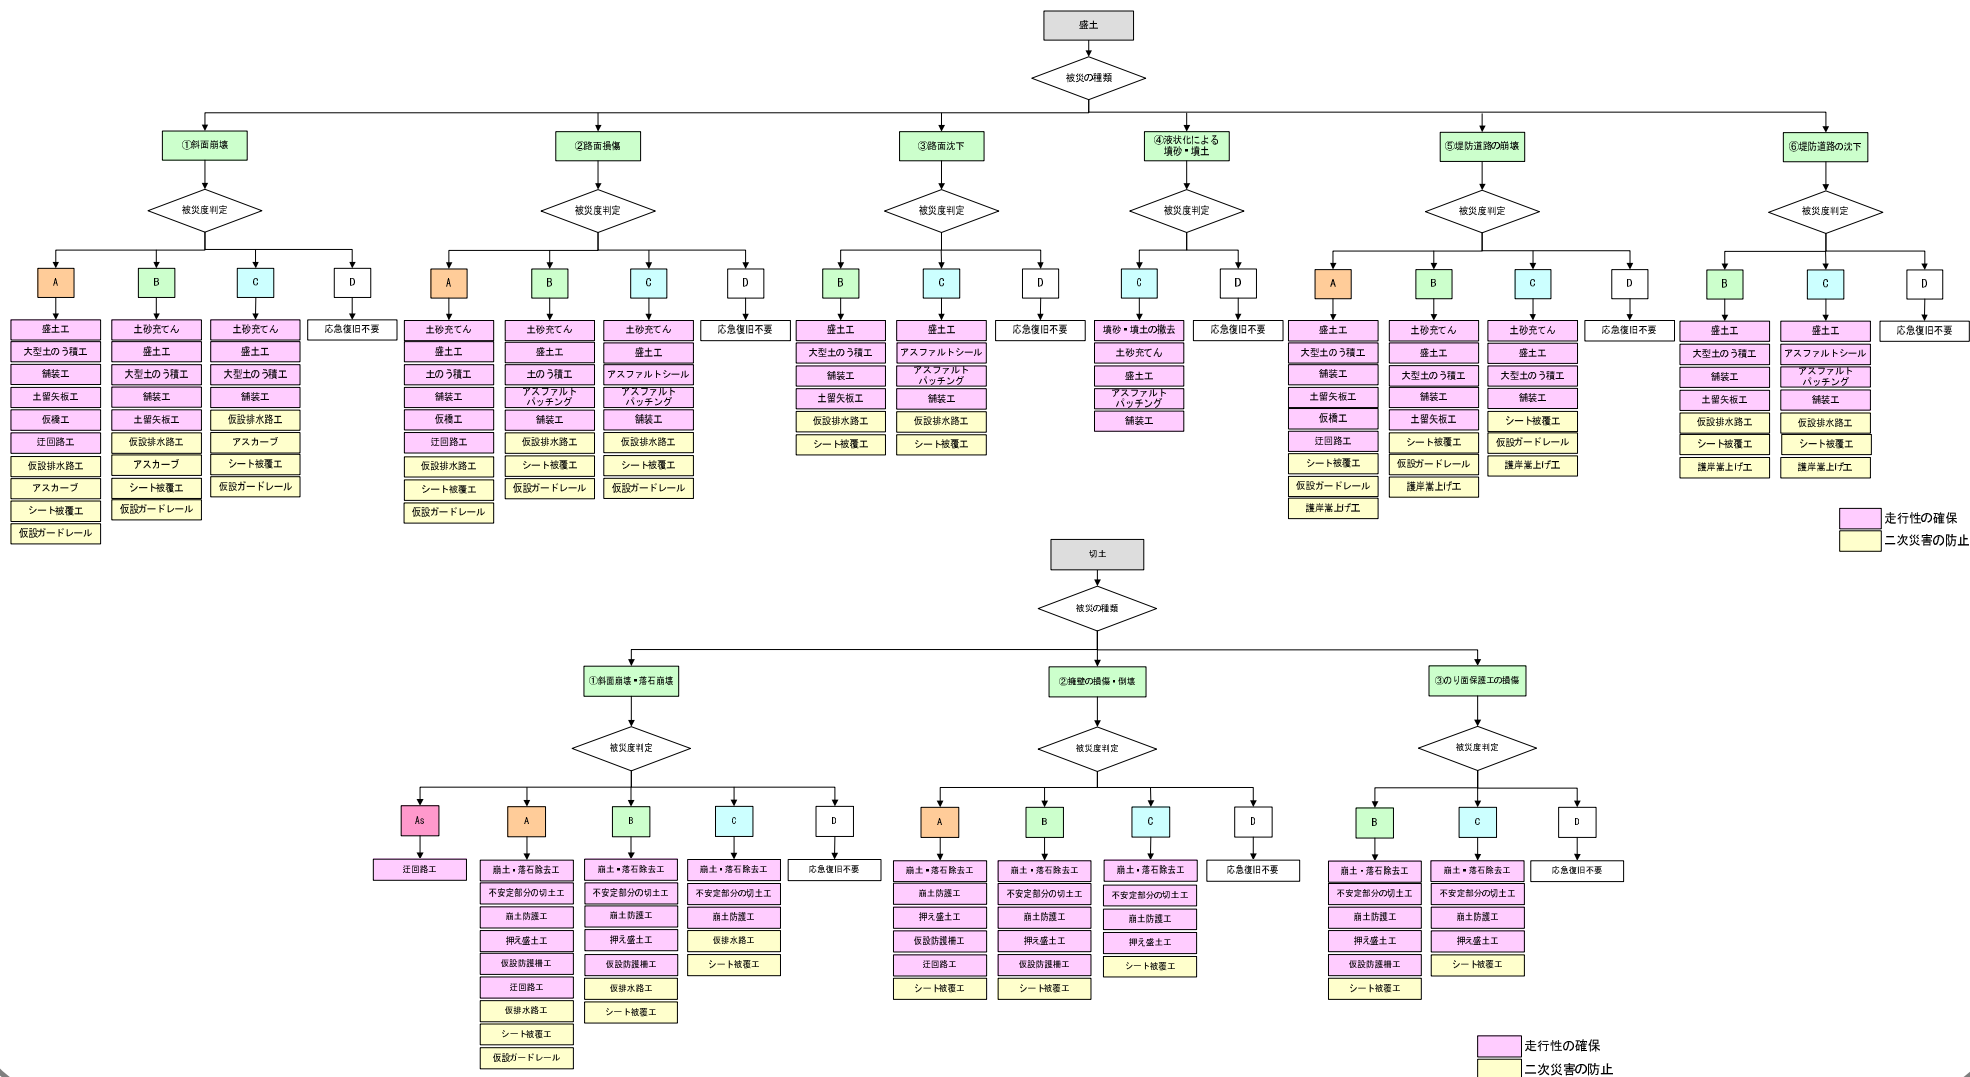 盛土
被災の種類
①斜面崩壊
②路面損傷
③路面沈下
④液状化による
墳砂・墳土
⑤堤防道路の崩壊
⑥堤防道路の沈下
被災度判定
被災度判定
被災度判定
被災度判定
被災度判定
被災度判定
A
B
C
D
A
B
C
D
B
C
D
C
D
A
B
C
D
B
C
D
盛土工
大型土のう積工
舗装工
土留矢板工
仮橋工
迂回路工
仮設排水路工
アスカーブ
シート被覆工
仮設ガードレール
土砂充てん
盛土工
大型土のう積工
舗装工
土留矢板工
仮設排水路工
アスカーブ
シート被覆工
仮設ガードレール
土砂充てん
盛土工
大型土のう積工
舗装工
仮設排水路工
アスカーブ
シート被覆工
仮設ガードレール
応急復旧不要
土砂充てん
盛土工
土のう積工
舗装工
仮橋工
迂回路工
仮設排水路工
シート被覆工
仮設ガードレール
土砂充てん
盛土工
土のう積工
アスファルト
パッチング
舗装工
仮設排水路工
シート被覆工
仮設ガードレール
土砂充てん
盛土工
アスファルトシール
アスファルト
パッチング
舗装工
仮設排水路工
シート被覆工
仮設ガードレール
応急復旧不要
盛土工
大型土のう積工
舗装工
土留矢板工
仮設排水路工
シート被覆工
盛土工
アスファルトシール
アスファルト
パッチング
舗装工
仮設排水路工
シート被覆工
応急復旧不要
墳砂・墳土の撤去
土砂充てん
盛土工
アスファルト
パッチング
舗装工
応急復旧不要
盛土工
大型土のう積工
舗装工
土留矢板工
仮橋工
迂回路工
シート被覆工
仮設ガードレール
護岸嵩上げ工
土砂充てん
盛土工
大型土のう積工
舗装工
土留矢板工
シート被覆工
仮設ガードレール
護岸嵩上げ工
土砂充てん
盛土工
大型土のう積工
舗装工
シート被覆工
仮設ガードレール
護岸嵩上げ工
応急復旧不要
盛土工
大型土のう積工
舗装工
土留矢板工
仮設排水路工
シート被覆工
護岸嵩上げ工
盛土工
アスファルトシール
アスファルト
パッチング
舗装工
仮設排水路工
シート被覆工
護岸嵩上げ工
応急復旧不要
走行性の確保
二次災害の防止
切土
被災の種類
①斜面崩壊・落石崩壊
②擁壁の損傷・倒壊
③のり面保護工の損傷
被災度判定
被災度判定
被災度判定
As
A
B
C
D
A
B
C
D
B
C
D
迂回路工
崩土・落石除去工
不安定部分の切土工
崩土防護工
押え盛土工
仮設防護柵工
迂回路工
仮排水路工
シート被覆工
仮設ガードレール
崩土・落石除去工
不安定部分の切土工
崩土防護工
押え盛土工
仮設防護柵工
仮排水路工
シート被覆工
崩土・落石除去工
不安定部分の切土工
崩土防護工
仮排水路工
シート被覆工
応急復旧不要
崩土・落石除去工
崩土防護工
押え盛土工
仮設防護柵工
迂回路工
シート被覆工
崩土・落石除去工
不安定部分の切土工
崩土防護工
押え盛土工
仮設防護柵工
シート被覆工
崩土・落石除去工
不安定部分の切土工
崩土防護工
押え盛土工
シート被覆工
応急復旧不要
崩土・落石除去工
不安定部分の切土工
崩土防護工
押え盛土工
仮設防護柵工
シート被覆工
崩土・落石除去工
不安定部分の切土工
崩土防護工
押え盛土工
シート被覆工
応急復旧不要
走行性の確保
二次災害の防止